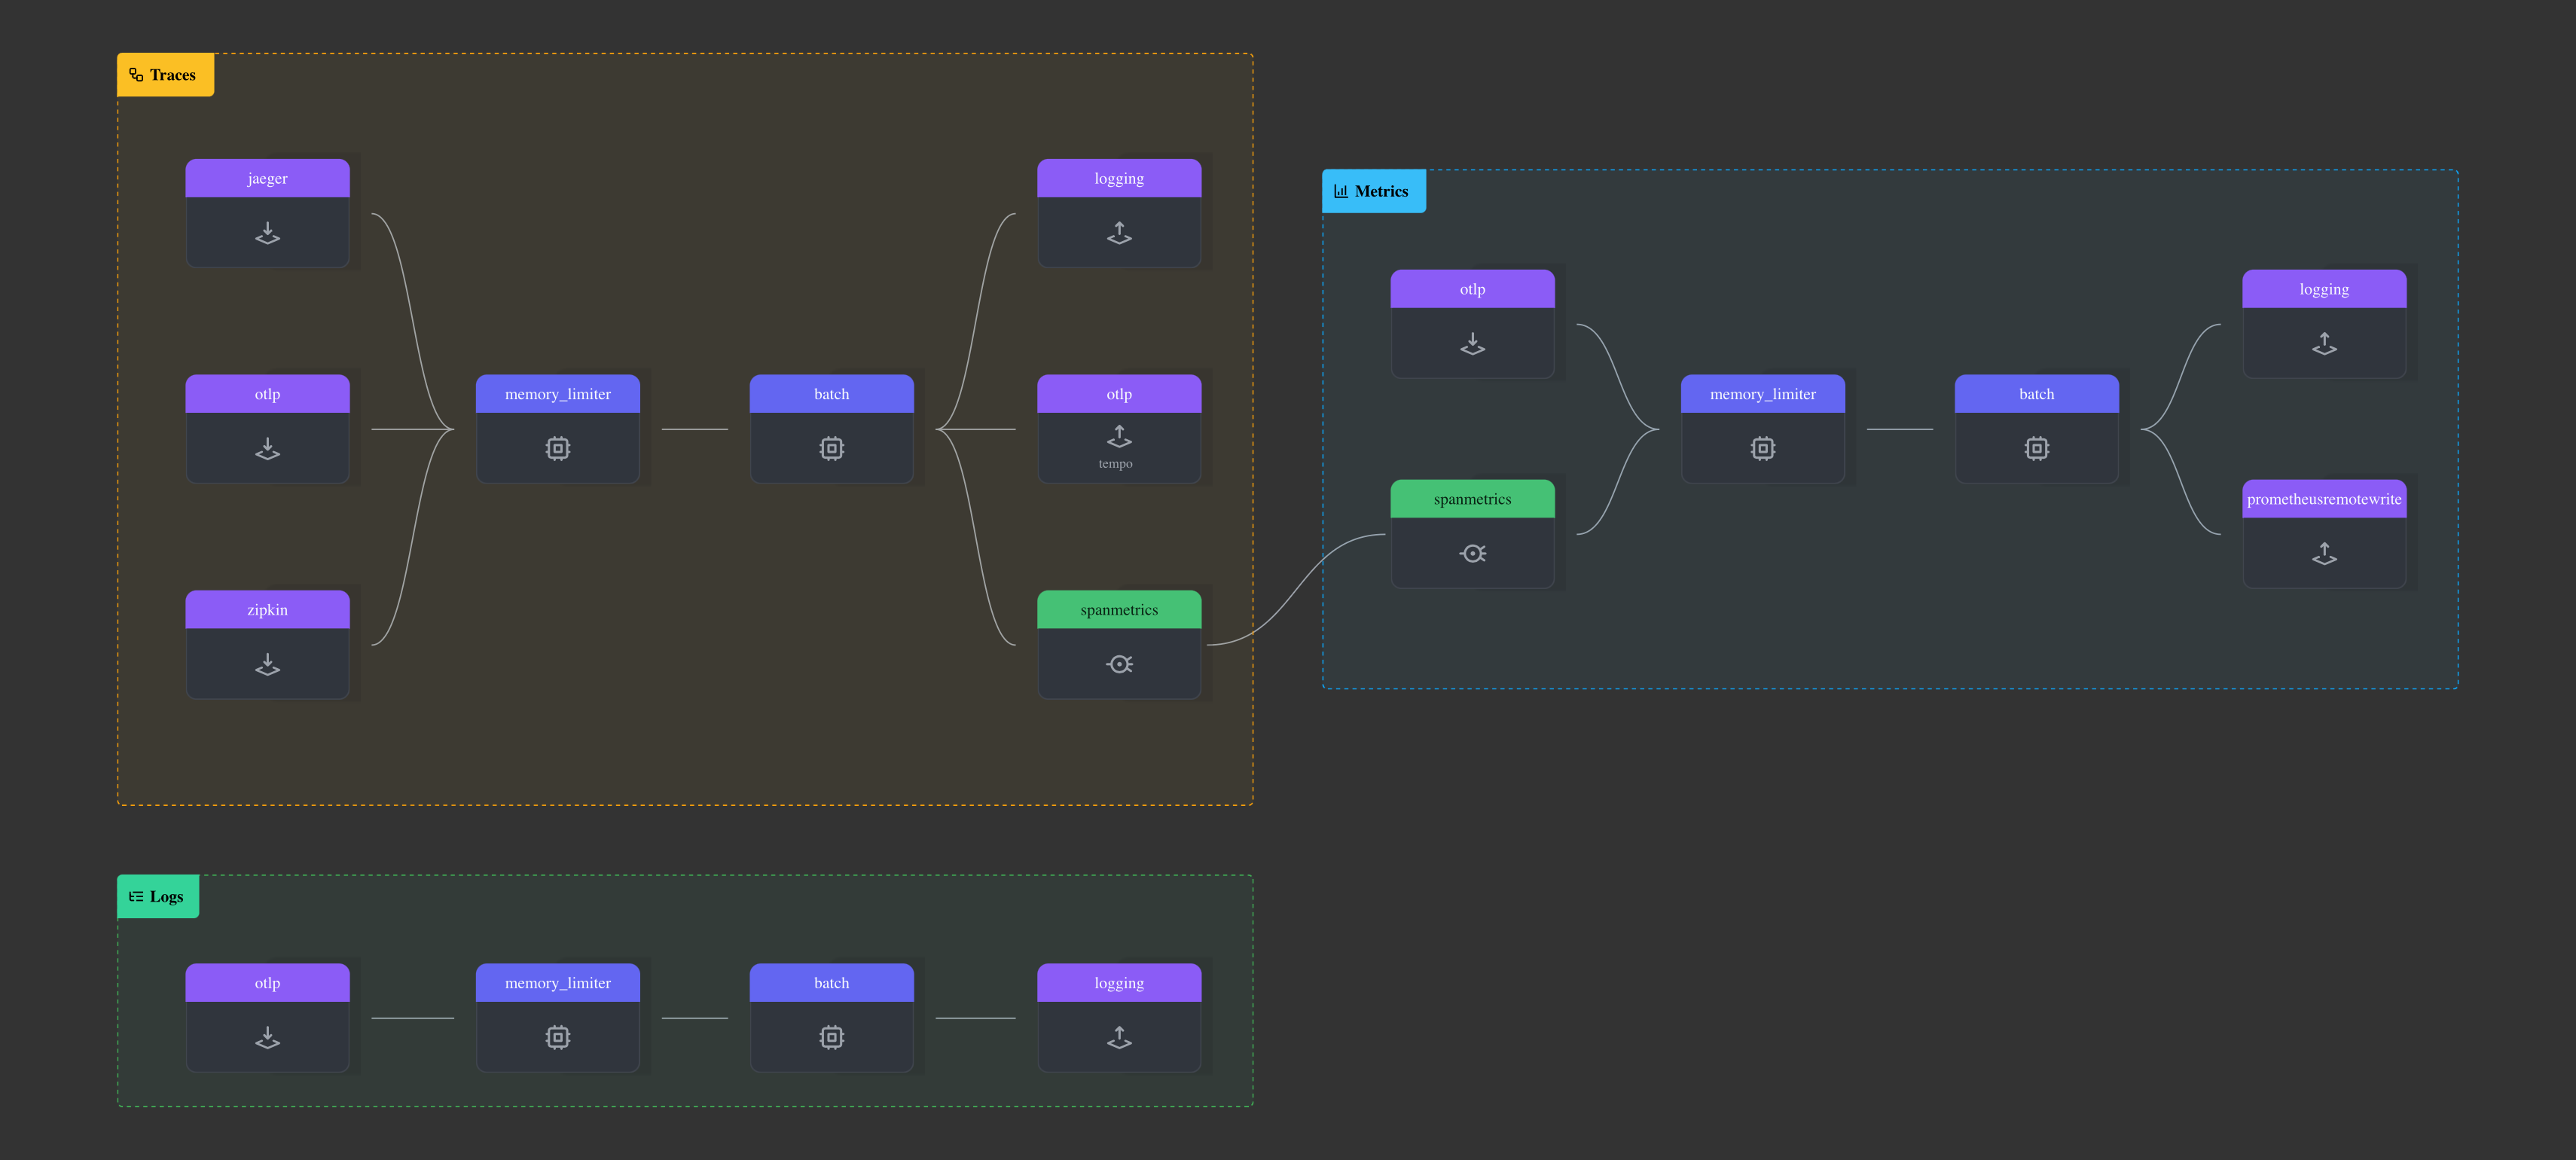 Traces
jaeger
logging
otlp
memory_limiter
batch
otlp
tempo
zipkin
spanmetrics
Metrics
otlp
logging
memory_limiter
batch
spanmetrics
prometheusremotewrite
Logs
otlp
memory_limiter
batch
logging